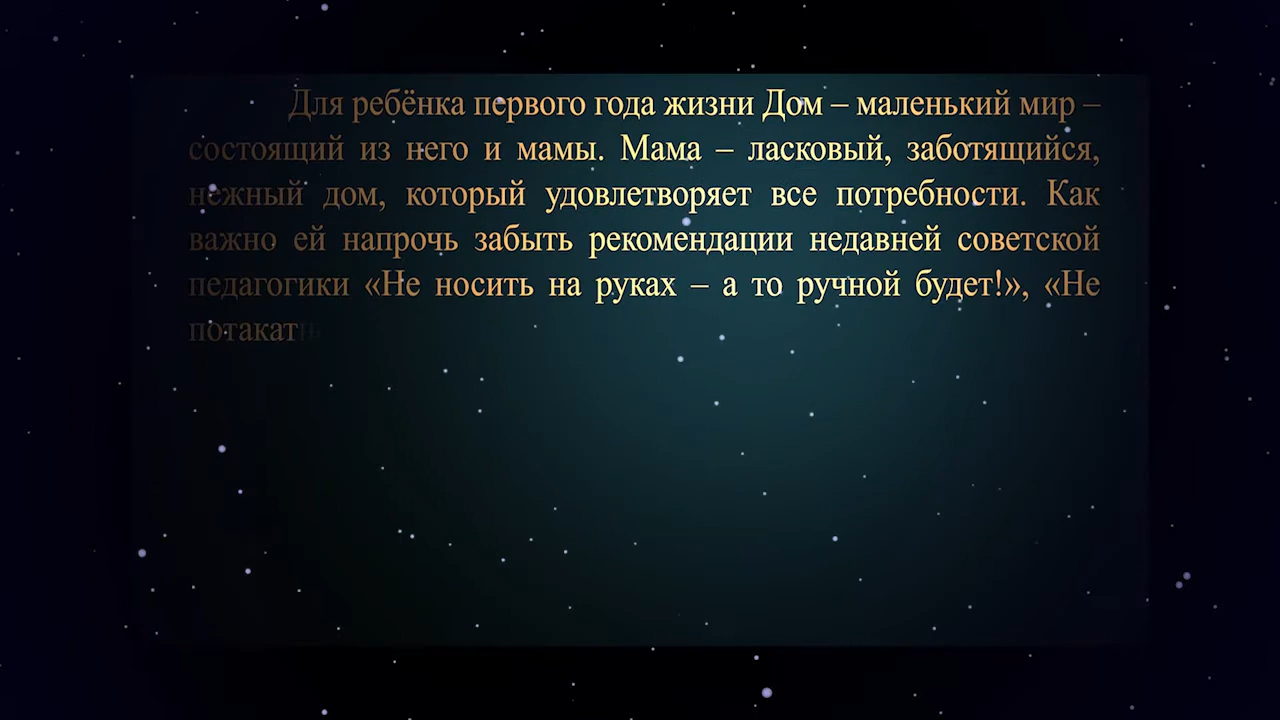 Для ребёнка первого года жизни Дом – маленький мир –
состоящий из него и мамы. Мама – ласковый, заботящийся,
нежный дом, который удовлетворяет все потребности. Как
важно ей напрочь забыть рекомендации недавней советской
педагогики «Не носить на руках – а то ручной будет!», «Не
потакать